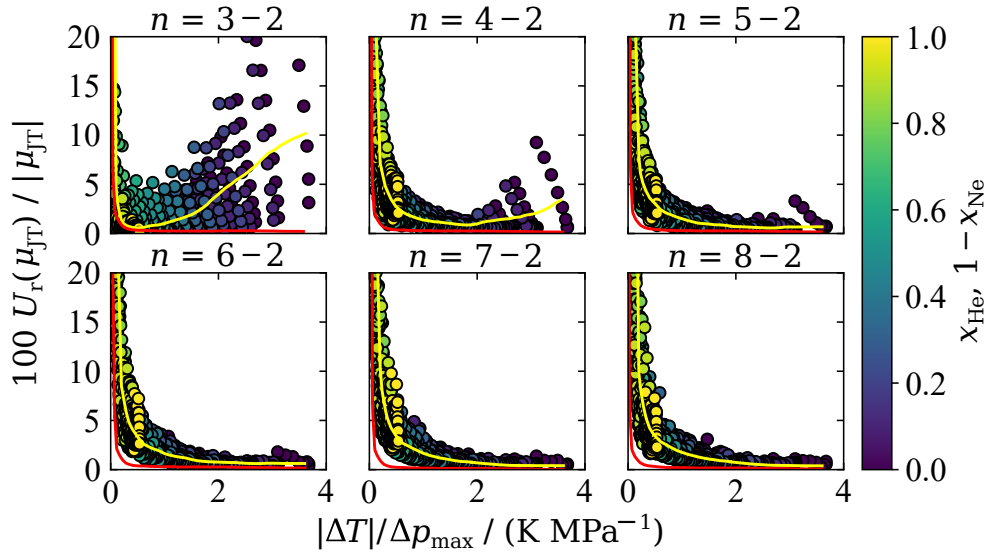 n = 3 − 2
n = 4 − 2
n = 5 − 2
20
15
10
5
0
1.0
0.8
0.6
0.4
0.2
0.0
n = 6 − 2
n = 7 − 2
n = 8 − 2
20
15
10
5
0
0 2 4
0 2 4
0 2 4
100 U_r(μ_JT) / |μ_JT|
|ΔT|/Δp_max / (K MPa⁻¹)
x_He, 1 − x_Ne